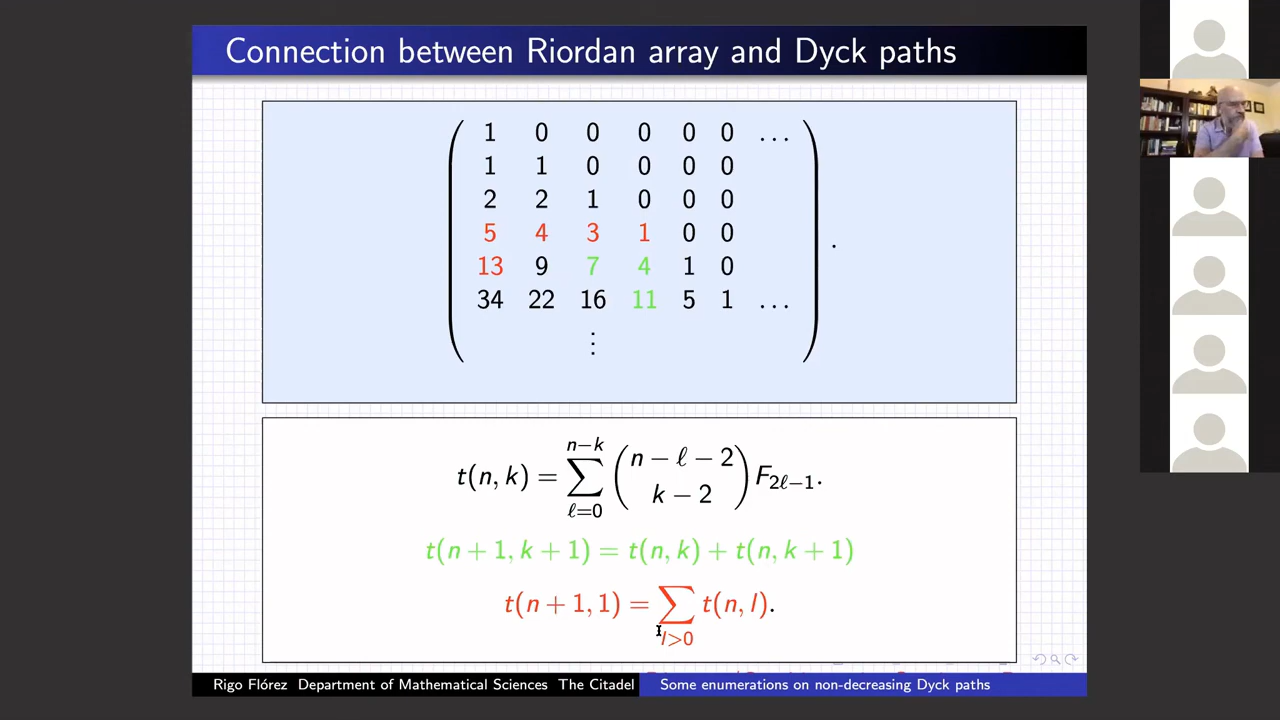 Connection between Riordan array and Dyck paths
1 0 0 0 0 0 ...
1 1 0 0 0 0
2 2 1 0 0 0
5 4 3 1 0 0
13 9 7 4 1 0
34 22 16 11 5 1 ...
⋮
.
t(n, k) = ∑_{ℓ=0}^{n−k} \binom{n − ℓ − 2}{k − 2} F_{2ℓ−1}.
t(n + 1, k + 1) = t(n, k) + t(n, k + 1)
t(n + 1, 1) = ∑_{l>0} t(n, l).
Rigo Flórez Department of Mathematical Sciences The Citadel Some enumerations on non-decreasing Dyck paths